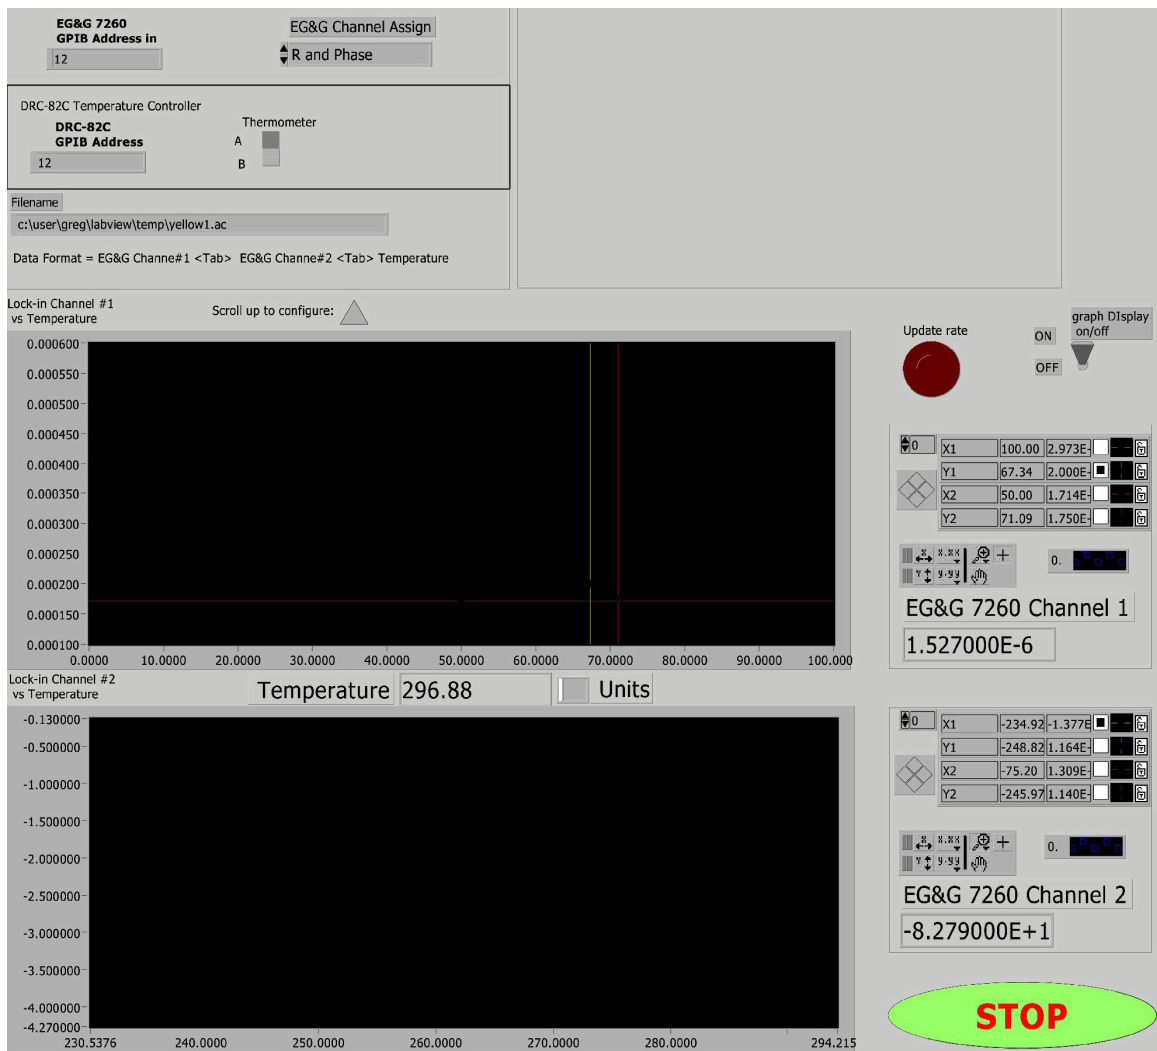 EG&G 7260
GPIB Address in
12
EG&G Channel Assign
R and Phase
DRC-82C Temperature Controller
DRC-82C
GPIB Address
12
Thermometer
A
B
Filename
c:\user\greg\labview\temp\yellow1.ac
Data Format = EG&G Channe#1 <Tab> EG&G Channe#2 <Tab> Temperature
Lock-in Channel #1
vs Temperature
Scroll up to configure:
0.000600
0.000550
0.000500
0.000450
0.000400
0.000350
0.000300
0.000250
0.000200
0.000150
0.000100
0.0000 10.0000 20.0000 30.0000 40.0000 50.0000 60.0000 70.0000 80.0000 90.0000 100.000
Update rate
ON
OFF
graph DIsplay
on/off
0
X1 100.00 2.973E-
Y1 67.34 2.000E-
X2 50.00 1.714E-
Y2 71.09 1.750E-
X X.XX
Y Y.YY
0.
EG&G 7260 Channel 1
1.527000E-6
Lock-in Channel #2
vs Temperature
Temperature 296.88 Units
-0.130000
-0.500000
-1.000000
-1.500000
-2.000000
-2.500000
-3.000000
-3.500000
-4.000000
-4.270000
230.5376 240.0000 250.0000 260.0000 270.0000 280.0000 294.215
0
X1 -234.92 -1.377E
Y1 -248.82 1.164E-
X2 -75.20 1.309E-
Y2 -245.97 1.140E-
X X.XX
Y Y.YY
0.
EG&G 7260 Channel 2
-8.279000E+1
STOP